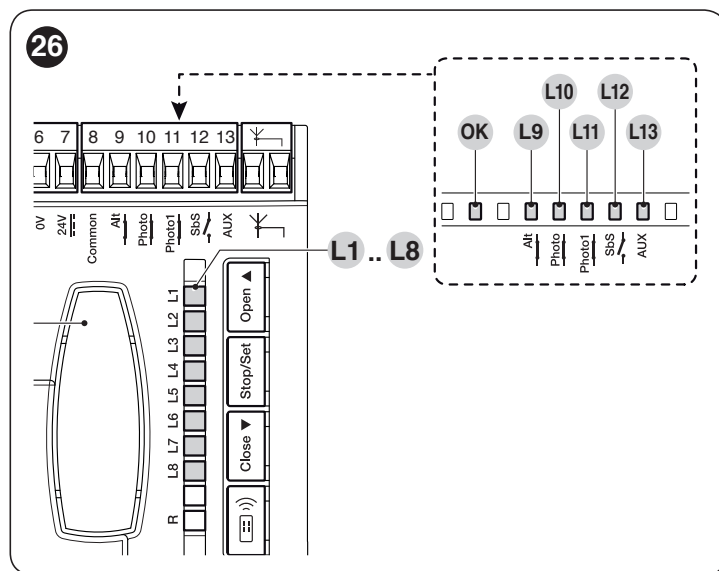 26
L10 L12
OK L9 L11 L13
6 7 8 9 10 11 12 13
0V
24V
Common
Alt
Photo
Photo1
SbS
AUX
Alt
Photo
Photo1
SbS
AUX
L1 .. L8
L1
L2
L3
L4
L5
L6
L7
L8
R
Open ▲
Stop/Set
Close ▼